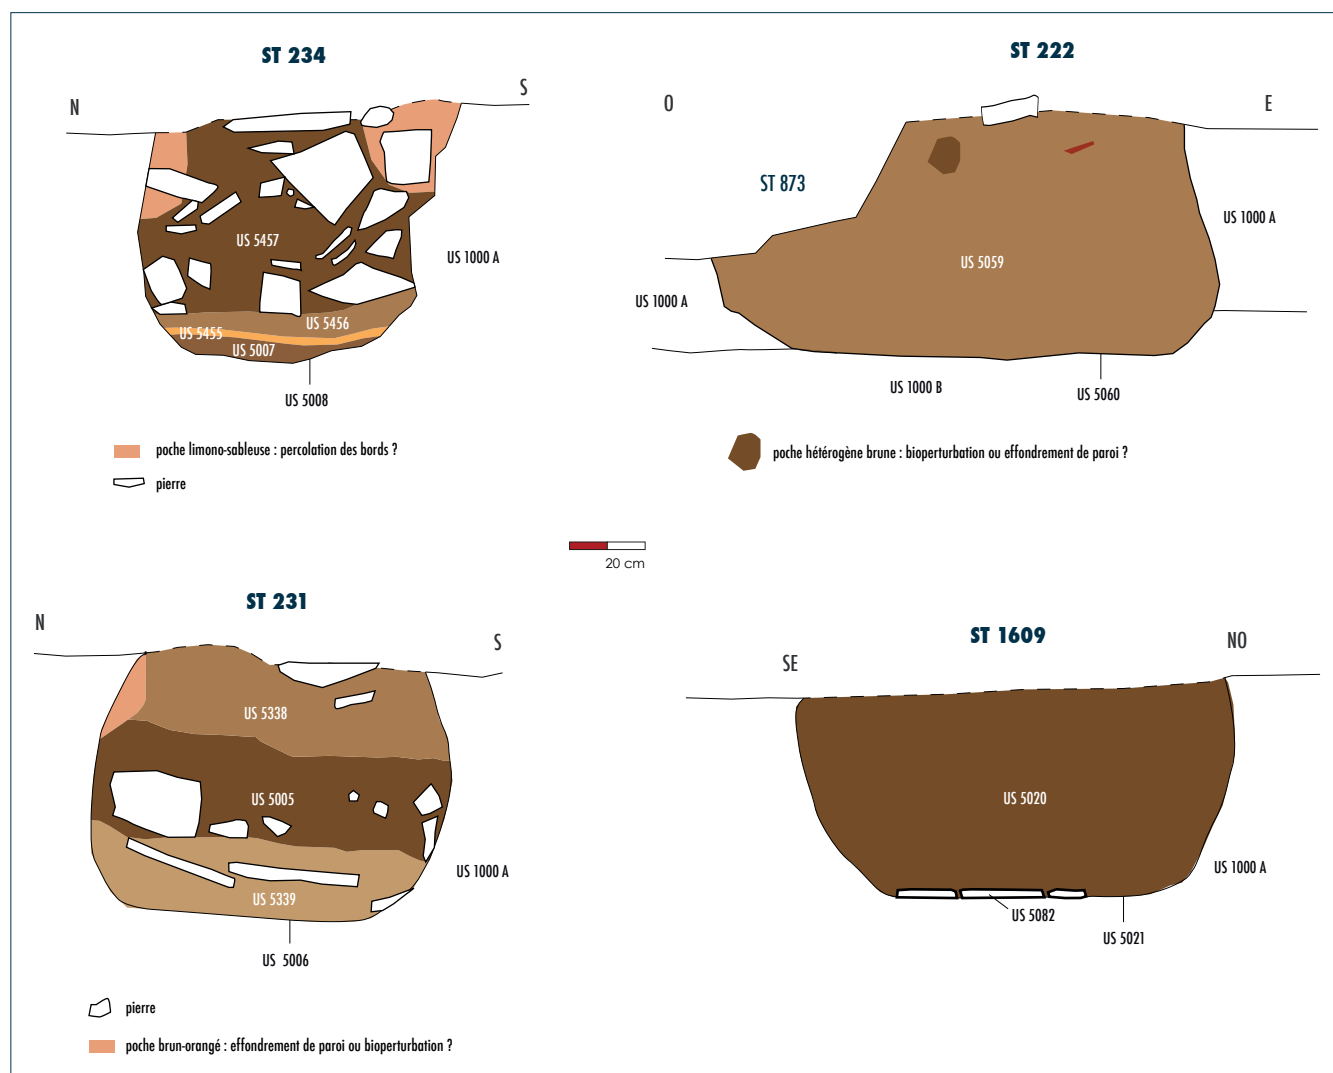 ST 234
N
S
US 5457
US 1000 A
US 5456
US 5455
US 5007
US 5008
poche limono-sableuse : percolation des bords ?
pierre
ST 222
O
E
ST 873
US 1000 A
US 5059
US 1000 A
US 1000 B
US 5060
poche hétérogène brune : bioperturbation ou effondrement de paroi ?
20 cm
ST 231
N
S
US 5338
US 5005
US 1000 A
US 5339
US 5006
pierre
poche brun-orangé : effondrement de paroi ou bioperturbation ?
ST 1609
SE
NO
US 5020
US 1000 A
US 5082
US 5021